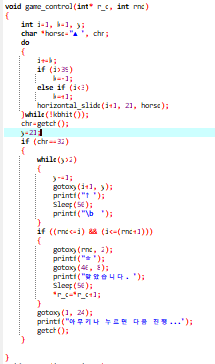 void game_control(int* r_c, int rnc)
{
int i=1, k=1, y;
char *horse="▲", chr;
do
{
i+=k;
if (i>35)
k=-1;
else if (i<3)
k=+1;
horizontal_slide(i+1, 21, horse);
}while(!kbhit());
chr=getch();
y=21;
if (chr==32)
{
while(y>2)
{
y-=1;
gotoxy(i+1, y);
printf("↑");
Sleep(50);
printf("\b ");
}
if ((rnc<=i) && (i<=(rnc+1)))
{
gotoxy(rnc, 2);
printf("☆");
gotoxy(46, 8);
printf("맞았습니다. ");
Sleep(50);
*r_c=*r_c+1;
}
gotoxy(1, 24);
printf("아무키나 누르면 다음 진행...");
getch();
}
}